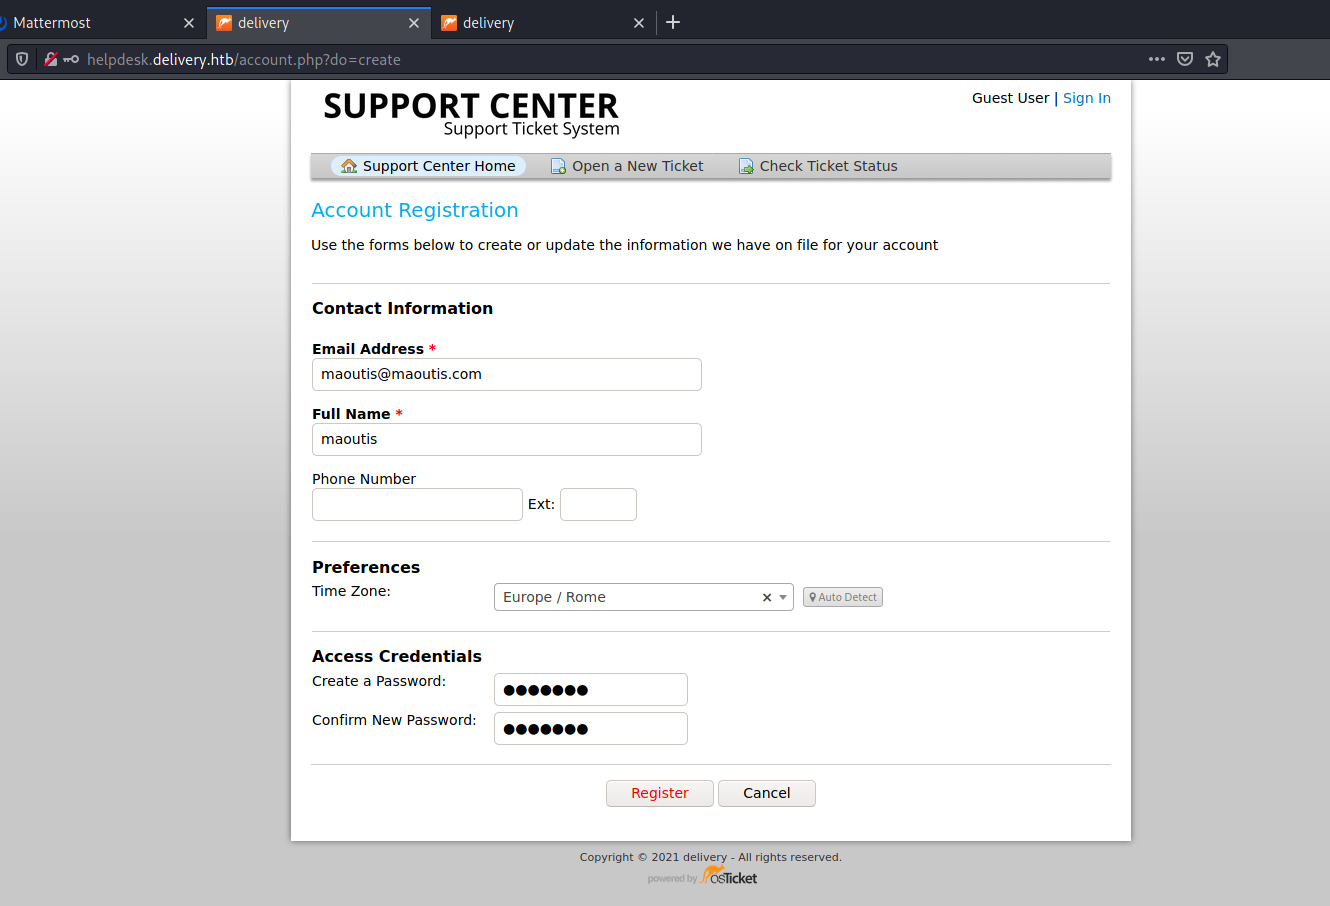 Mattermost
delivery
delivery
helpdesk.delivery.htb/account.php?do=create
SUPPORT CENTER
Support Ticket System
Guest User | Sign In
Support Center Home
Open a New Ticket
Check Ticket Status
Account Registration
Use the forms below to create or update the information we have on file for your account
Contact Information
Email Address *
maoutis@maoutis.com
Full Name *
maoutis
Phone Number
Ext:
Preferences
Time Zone:
Europe / Rome
Auto Detect
Access Credentials
Create a Password:
●●●●●●●
Confirm New Password:
●●●●●●●
Register
Cancel
Copyright © 2021 delivery - All rights reserved.
powered by osTicket